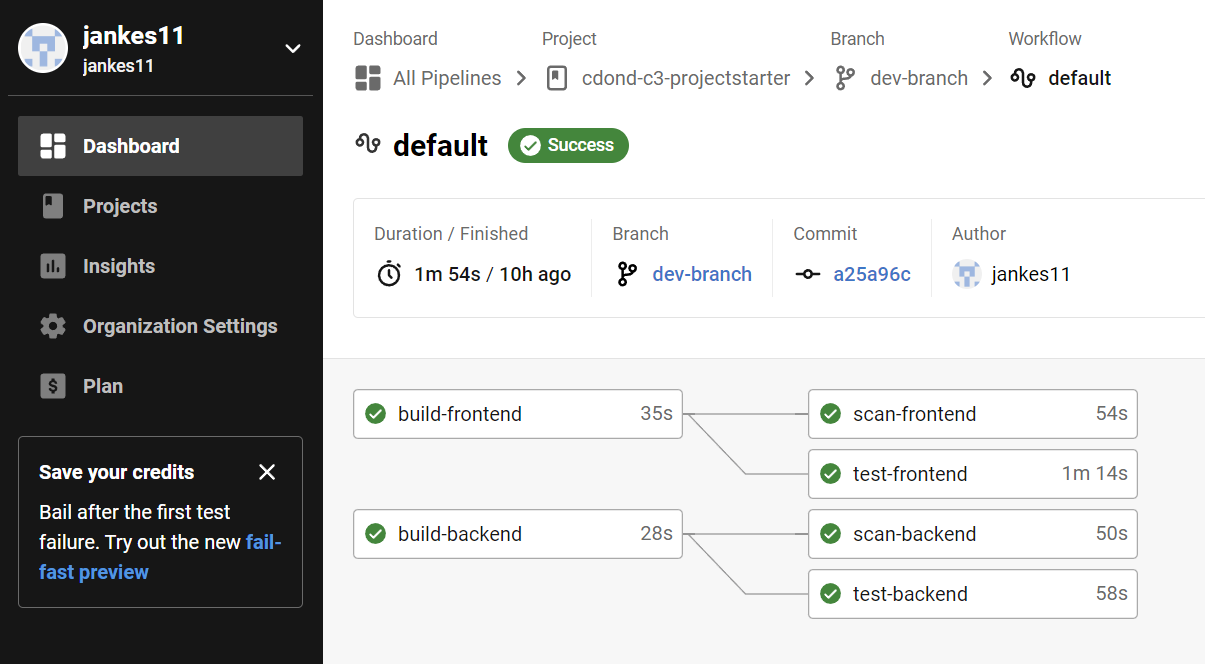 jankes11
jankes11
Dashboard
Projects
Insights
Organization Settings
Plan
Save your credits
Bail after the first test
failure. Try out the new fail-
fast preview
Dashboard Project Branch Workflow
All Pipelines cdond-c3-projectstarter dev-branch default
default Success
Duration / Finished Branch Commit Author
1m 54s / 10h ago dev-branch a25a96c jankes11
build-frontend 35s scan-frontend 54s
test-frontend 1m 14s
build-backend 28s scan-backend 50s
test-backend 58s